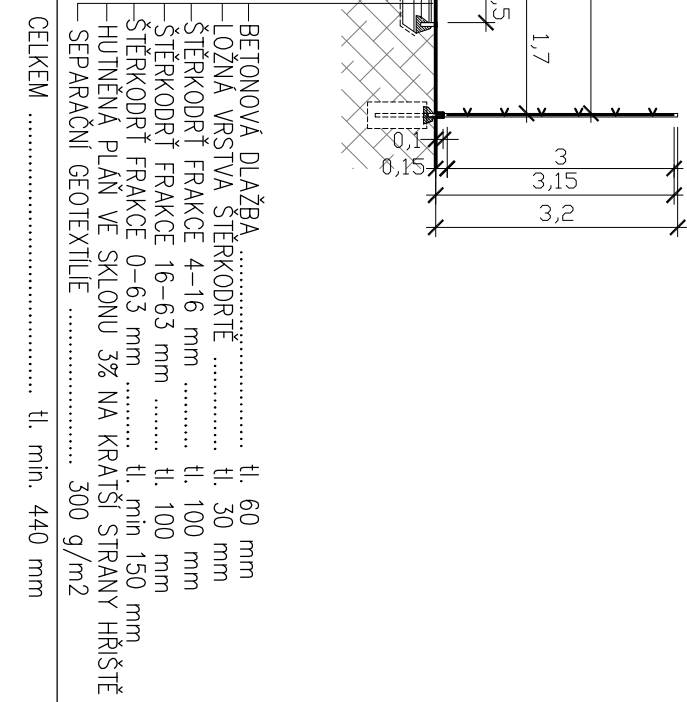 BETONOVÁ DLAŽBA ................................ tl. 60 mm
LOŽNÁ VRSTVA ŠTĚRKODRTĚ ............... tl. 30 mm
ŠTĚRKODRŤ FRAKCE 4-16 mm ........... tl. 100 mm
ŠTĚRKODRŤ FRAKCE 16-63 mm ........ tl. 100 mm
ŠTĚRKODRŤ FRAKCE 0-63 mm .......... tl. min 150 mm
HUTNĚNÁ PLÁŇ VE SKLONU 3% NA KRATŠÍ STRANY HŘIŠTĚ
SEPARAČNÍ GEOTEXTÍLIE ......................... 300 g/m2
CELKEM ............................................. tl. min. 440 mm
,5
1,7
0,1
0,15
3
3,15
3,2